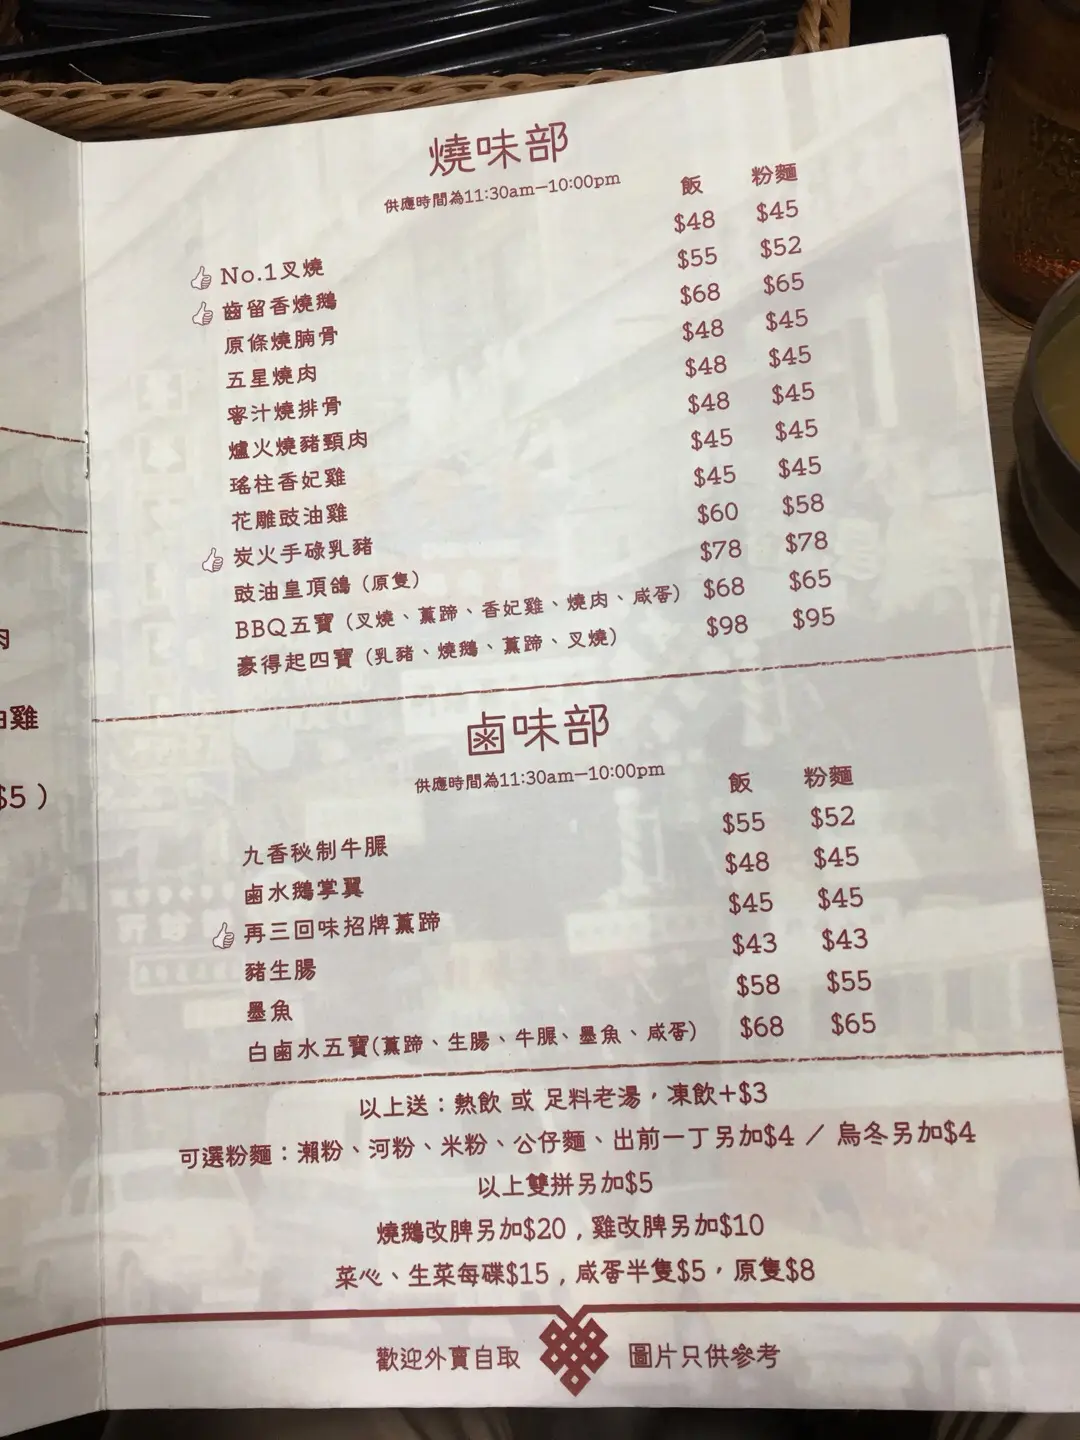 燒味部
供應時間為11:30am—10:00pm
飯 粉麵
No.1叉燒 $48 $45
齒留香燒鵝 $55 $52
原條燒腩骨 $68 $65
五星燒肉 $48 $45
蜜汁燒排骨 $48 $45
爐火燒豬頸肉 $48 $45
瑤柱香妃雞 $45 $45
花雕豉油雞 $45 $45
炭火手碌乳豬 $60 $58
豉油皇頂鴿（原隻） $78 $78
BBQ五寶（叉燒、薰蹄、香妃雞、燒肉、咸蛋） $68 $65
豪得起四寶（乳豬、燒鵝、薰蹄、叉燒） $98 $95
鹵味部
供應時間為11:30am—10:00pm
飯 粉麵
九香秘制牛𦟌 $55 $52
鹵水鵝掌翼 $48 $45
再三回味招牌薰蹄 $45 $45
豬生腸 $43 $43
墨魚 $58 $55
白鹵水五寶(薰蹄、生腸、牛𦟌、墨魚、咸蛋) $68 $65
以上送：熱飲 或 足料老湯，凍飲+$3
可選粉麵：瀨粉、河粉、米粉、公仔麵、出前一丁另加$4 / 烏冬另加$4
以上雙拼另加$5
燒鵝改脾另加$20 , 雞改脾另加$10
菜心、生菜每碟$15 , 咸蛋半隻$5，原隻$8
歡迎外賣自取 圖片只供參考
雞
$5 )